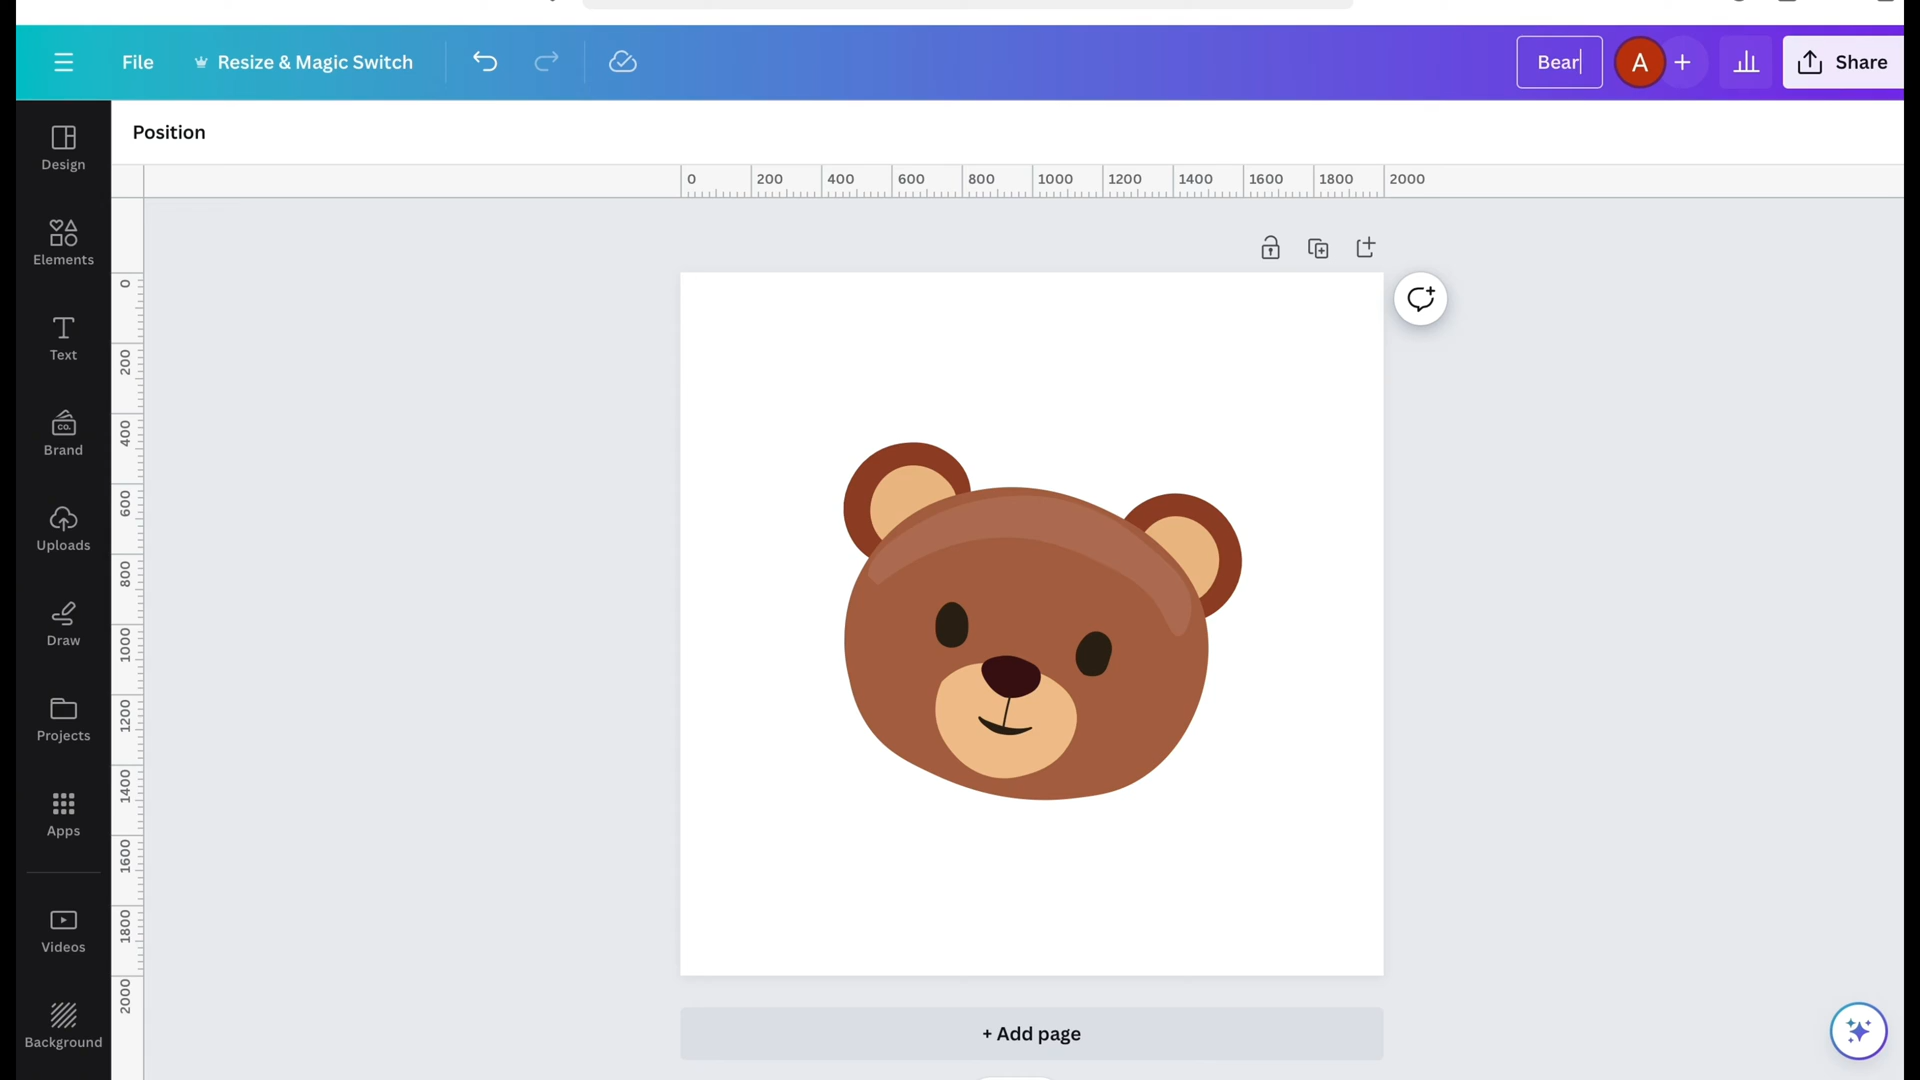 File
Resize & Magic Switch
Bear
A
Share
Position
0 200 400 600 800 1000 1200 1400 1600 1800 2000
Design
Elements
Text
CO.
Brand
Uploads
Draw
Projects
Apps
Videos
Background
0
200
400
600
800
1000
1200
1400
1600
1800
2000
+ Add page